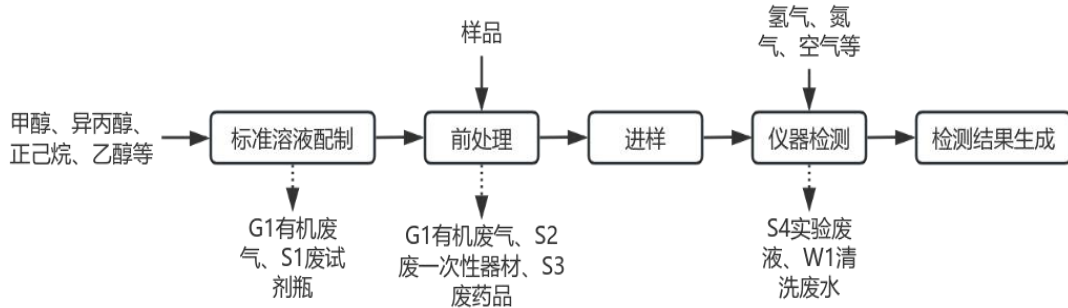 样品
氢气、氮
气、空气等
甲醇、异丙醇、
正己烷、乙醇等
标准溶液配制
前处理
进样
仪器检测
检测结果生成
G1有机废
气、S1废试
剂瓶
G1有机废气、S2
废一次性器材、S3
废药品
S4实验废
液、W1清
洗废水